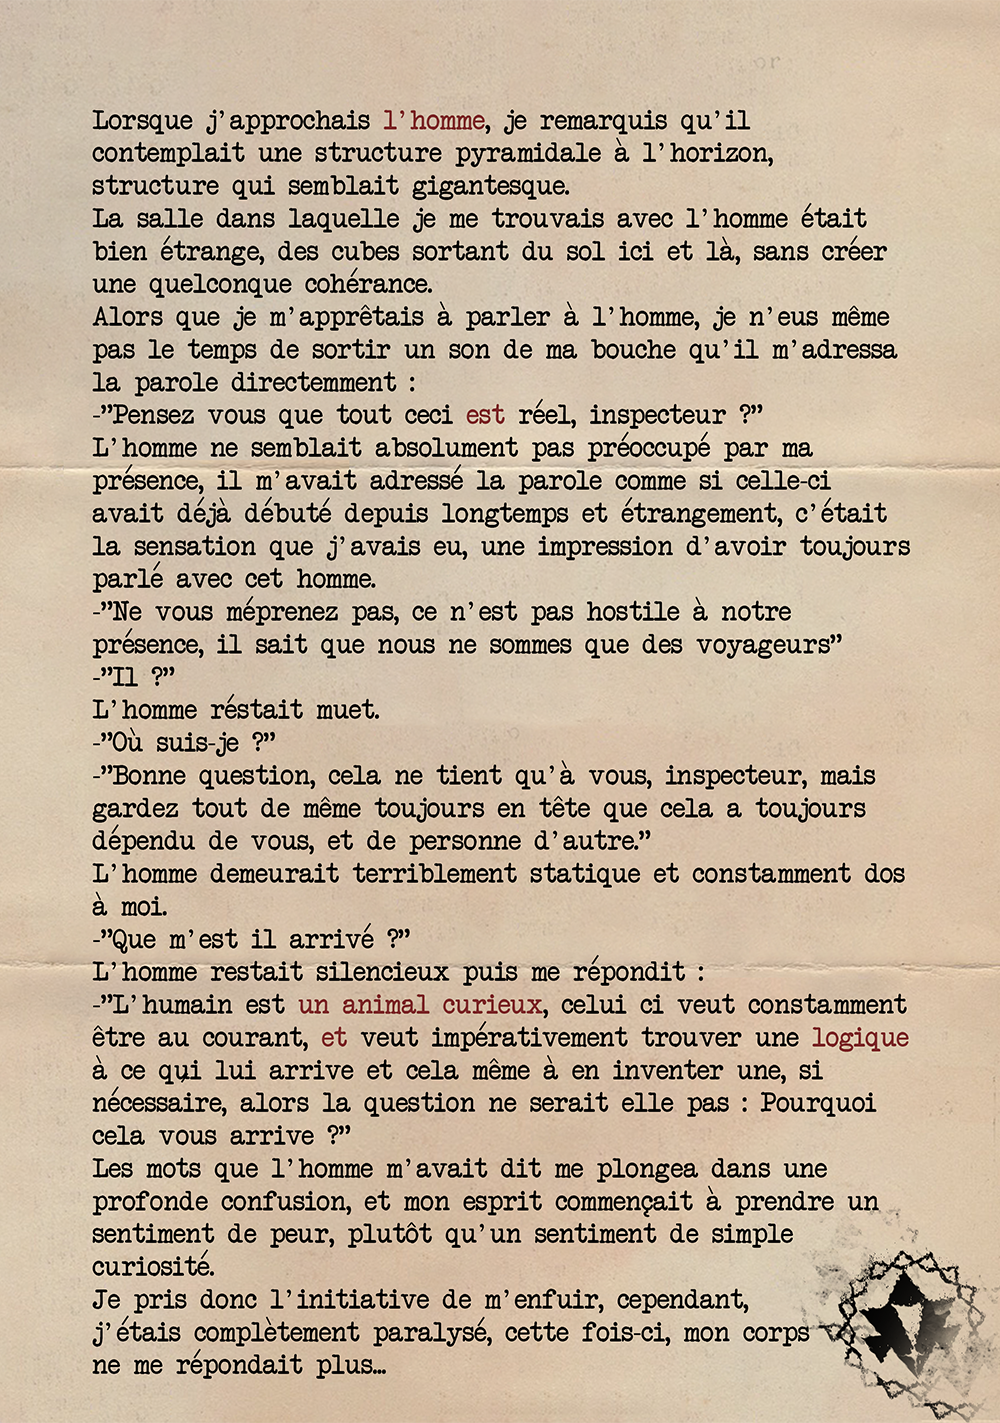 Lorsque j'approchais l'homme, je remarquis qu'il
contemplait une structure pyramidale à l'horizon,
structure qui semblait gigantesque.
La salle dans laquelle je me trouvais avec l'homme était
bien étrange, des cubes sortant du sol ici et là, sans créer
une quelconque cohérance.
Alors que je m'apprêtais à parler à l'homme, je n'eus même
pas le temps de sortir un son de ma bouche qu'il m'adressa
la parole directemment :
-”Pensez vous que tout ceci est réel, inspecteur ?”
L'homme ne semblait absolument pas préoccupé par ma
présence, il m'avait adressé la parole comme si celle-ci
avait déjà débuté depuis longtemps et étrangement, c'était
la sensation que j'avais eu, une impression d'avoir toujours
parlé avec cet homme.
-”Ne vous méprenez pas, ce n'est pas hostile à notre
présence, il sait que nous ne sommes que des voyageurs”
-”Il ?”
L'homme réstait muet.
-”Où suis-je ?”
-”Bonne question, cela ne tient qu'à vous, inspecteur, mais
gardez tout de même toujours en tête que cela a toujours
dépendu de vous, et de personne d'autre.”
L'homme demeurait terriblement statique et constamment dos
à moi.
-”Que m'est il arrivé ?”
L'homme restait silencieux puis me répondit :
-”L'humain est un animal curieux, celui ci veut constamment
être au courant, et veut impérativement trouver une logique
à ce qui lui arrive et cela même à en inventer une, si
nécessaire, alors la question ne serait elle pas : Pourquoi
cela vous arrive ?”
Les mots que l'homme m'avait dit me plongea dans une
profonde confusion, et mon esprit commençait à prendre un
sentiment de peur, plutôt qu'un sentiment de simple
curiosité.
Je pris donc l'initiative de m'enfuir, cependant,
j'étais complètement paralysé, cette fois-ci, mon corps
ne me répondait plus…